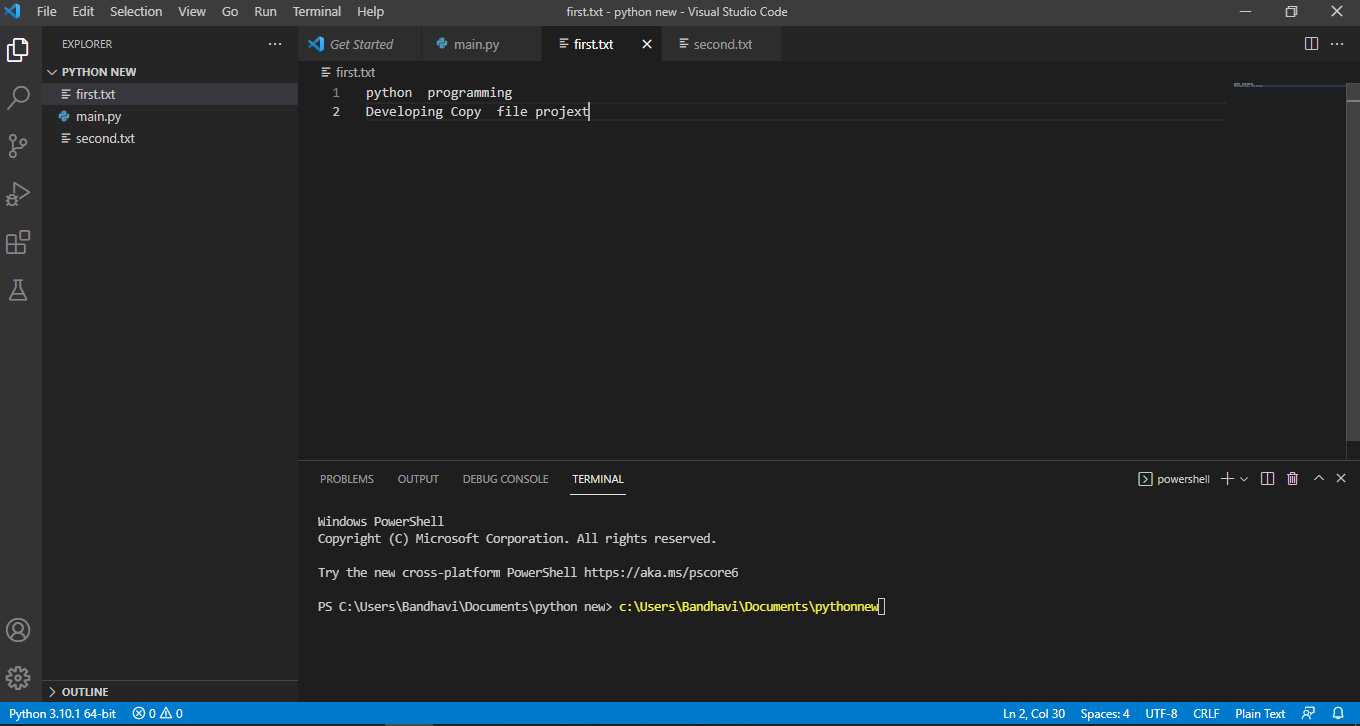 File Edit Selection View Go Run Terminal Help first.txt - python new - Visual Studio Code
EXPLORER
PYTHON NEW
first.txt
main.py
second.txt
OUTLINE
Get Started main.py first.txt second.txt
first.txt
1 python  programming
2 Developing Copy  file projext
PROBLEMS OUTPUT DEBUG CONSOLE TERMINAL powershell
Windows PowerShell
Copyright (C) Microsoft Corporation. All rights reserved.
Try the new cross-platform PowerShell https://aka.ms/pscore6
PS C:\Users\Bandhavi\Documents\python new> c:\Users\Bandhavi\Documents\pythonnew
Python 3.10.1 64-bit 0 0 Ln 2, Col 30 Spaces: 4 UTF-8 CRLF Plain Text